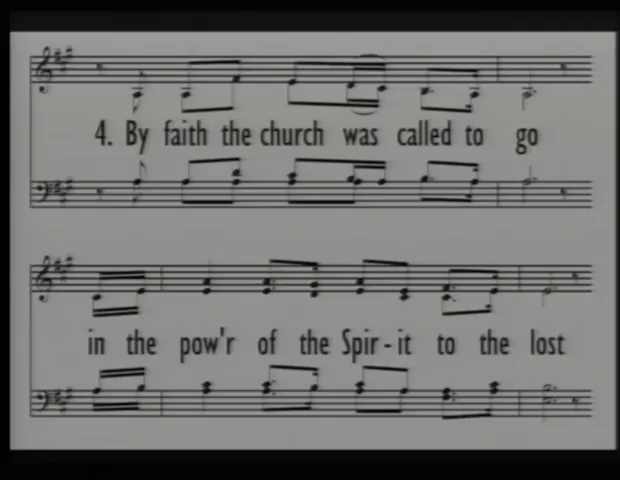 4. By faith the church was called to go
in the pow'r of the Spir-it to the lost